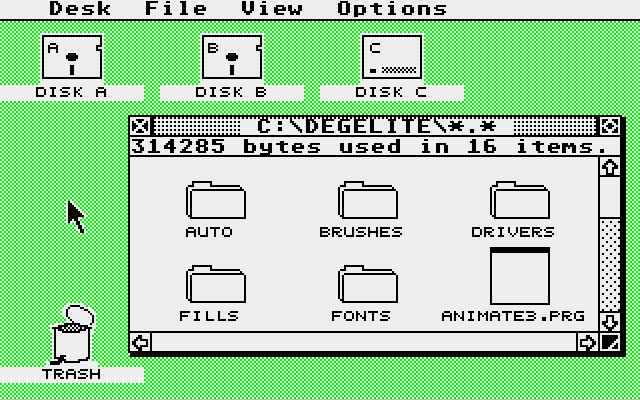 Desk File View Options
A B C
DISK A DISK B DISK C
C:\DEGELITE\*.*
314285 bytes used in 16 items.
AUTO BRUSHES DRIVERS
FILLS FONTS ANIMATE3.PRG
TRASH